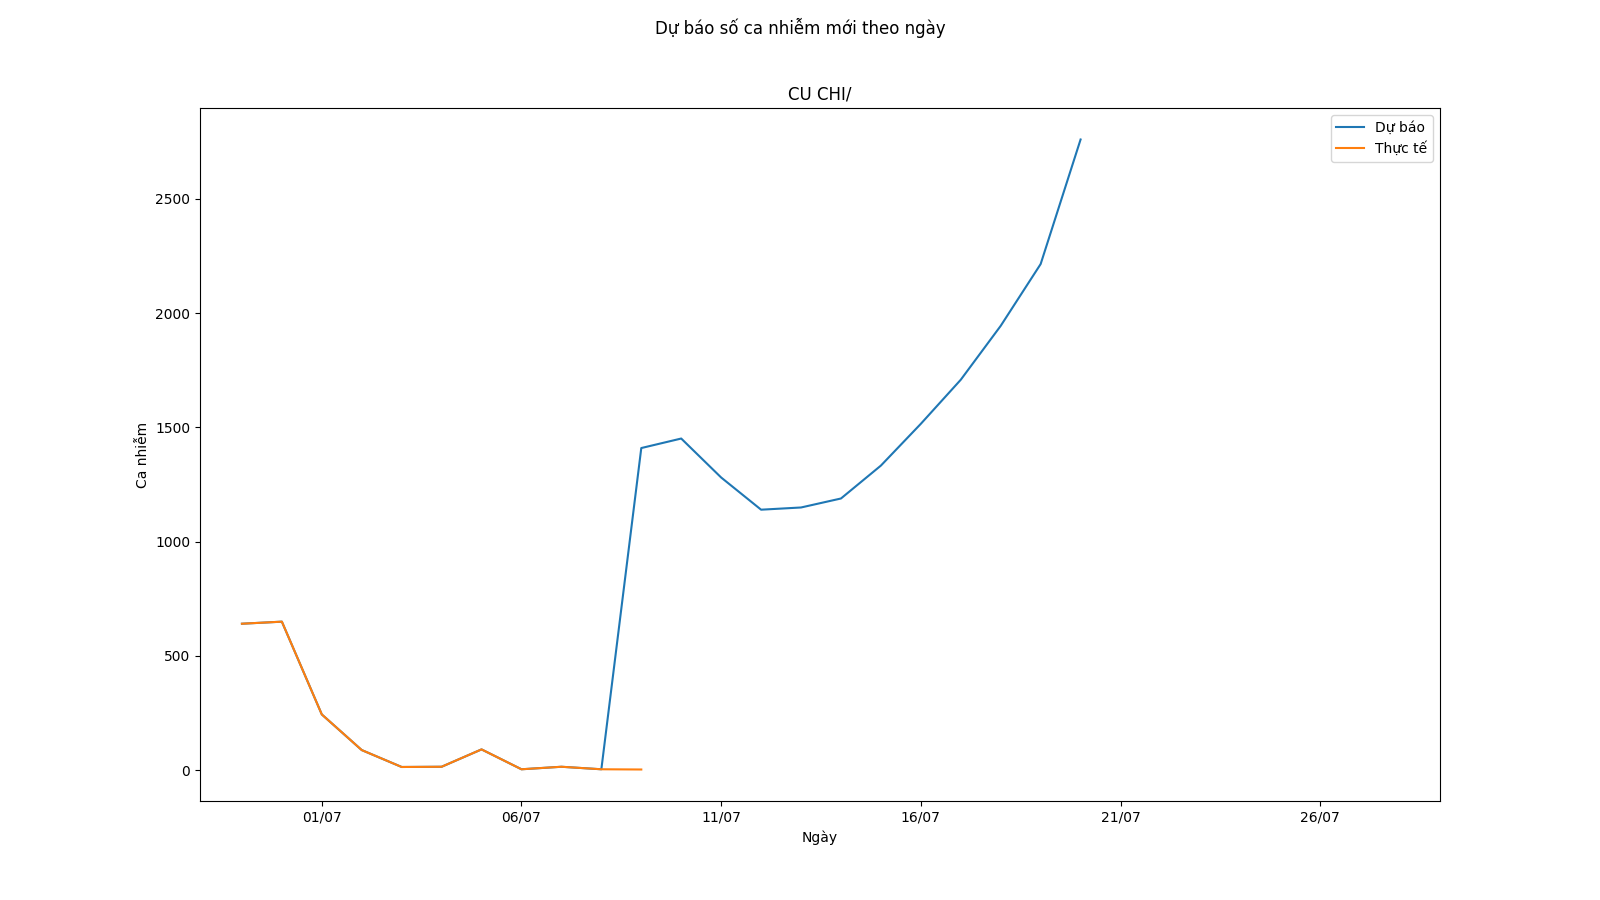 Dự báo số ca nhiễm mới theo ngày
CU CHI/
Dự báo
Thực tế
2500
2000
1500
1000
500
0
Ca nhiễm
01/07
06/07
11/07
16/07
21/07
26/07
Ngày